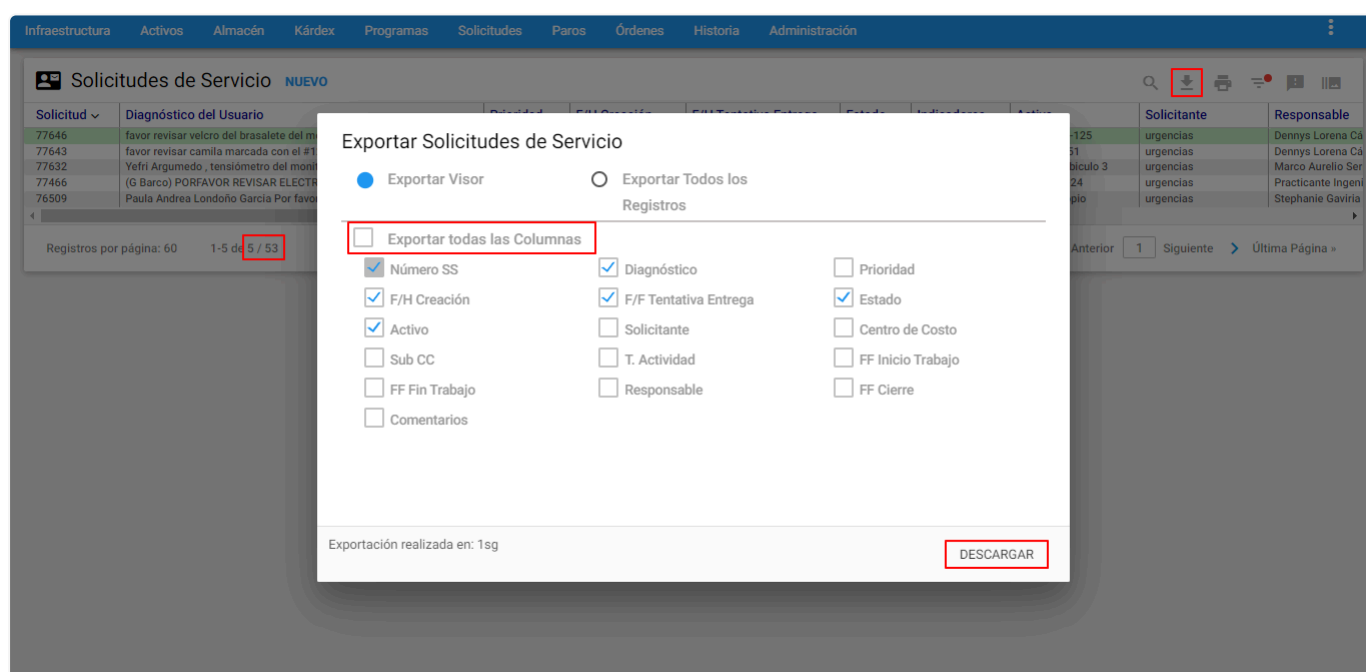 Infraestructura Activos Almacén Kárdex Programas Solicitudes Paros Órdenes Historia Administración
Solicitudes de Servicio NUEVO
Solicitud Diagnóstico del Usuario Solicitante Responsable
77646 favor revisar velcro del brasalete del -125 urgencias Dennys Lorena Cá
77643 favor revisar camila marcada con el #1 urgencias Dennys Lorena Cá
77632 Yefri Argumedo , tensiómetro del moni biculo 3 urgencias Marco Aurelio Ser
77466 (G Barco) PORFAVOR REVISAR ELECTR 24 urgencias Practicante Ingeni
76509 Paula Andrea Londoño Garcia Por favo pio urgencias Stephanie Gaviria
Registros por página: 60 1-5 de 5 / 53 Anterior 1 Siguiente Última Página »
Exportar Solicitudes de Servicio
Exportar Visor Exportar Todos los
Registros
Exportar todas las Columnas
Número SS Diagnóstico Prioridad
F/H Creación F/F Tentativa Entrega Estado
Activo Solicitante Centro de Costo
Sub CC T. Actividad FF Inicio Trabajo
FF Fin Trabajo Responsable FF Cierre
Comentarios
Exportación realizada en: 1sg
DESCARGAR